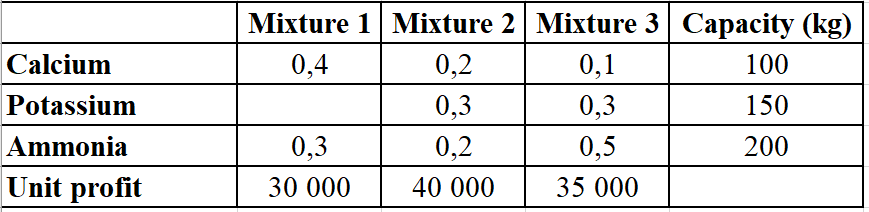 Mixture 1 Mixture 2 Mixture 3 Capacity (kg)
Calcium 0,4 0,2 0,1 100
Potassium 0,3 0,3 150
Ammonia 0,3 0,2 0,5 200
Unit profit 30 000 40 000 35 000